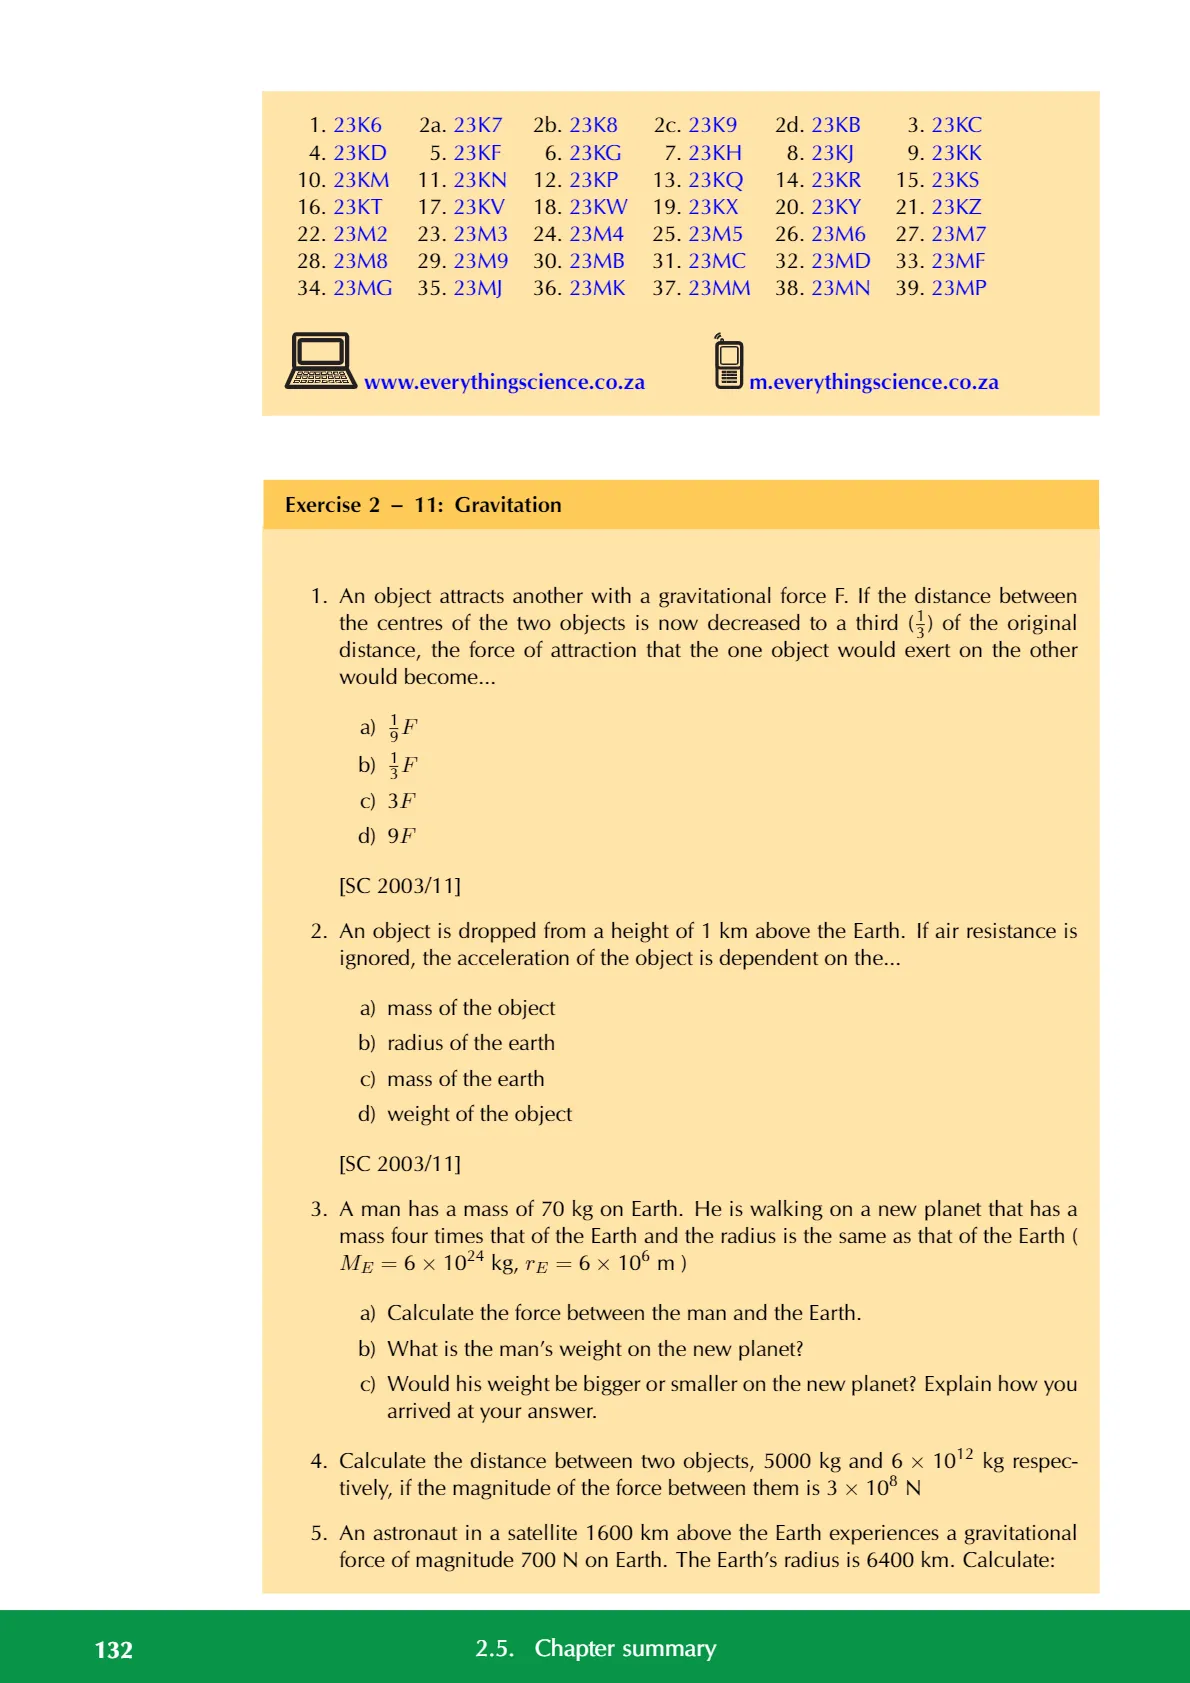 1. 23K6 2a. 23K7 2b. 23K8 2c. 23K9 2d. 23KB 3. 23KC
4. 23KD 5. 23KF 6. 23KG 7. 23KH 8. 23KJ 9. 23KK
10. 23KM 11. 23KN 12. 23KP 13. 23KQ 14. 23KR 15. 23KS
16. 23KT 17. 23KV 18. 23KW 19. 23KX 20. 23KY 21. 23KZ
22. 23M2 23. 23M3 24. 23M4 25. 23M5 26. 23M6 27. 23M7
28. 23M8 29. 23M9 30. 23MB 31. 23MC 32. 23MD 33. 23MF
34. 23MG 35. 23MJ 36. 23MK 37. 23MM 38. 23MN 39. 23MP
www.everythingscience.co.za m.everythingscience.co.za
Exercise 2 – 11: Gravitation
1. An object attracts another with a gravitational force F. If the distance between
the centres of the two objects is now decreased to a third (1/3) of the original
distance, the force of attraction that the one object would exert on the other
would become...
a) 1/9 F
b) 1/3 F
c) 3F
d) 9F
[SC 2003/11]
2. An object is dropped from a height of 1 km above the Earth. If air resistance is
ignored, the acceleration of the object is dependent on the...
a) mass of the object
b) radius of the earth
c) mass of the earth
d) weight of the object
[SC 2003/11]
3. A man has a mass of 70 kg on Earth. He is walking on a new planet that has a
mass four times that of the Earth and the radius is the same as that of the Earth (
M_E = 6 × 10^24 kg, r_E = 6 × 10^6 m )
a) Calculate the force between the man and the Earth.
b) What is the man's weight on the new planet?
c) Would his weight be bigger or smaller on the new planet? Explain how you
arrived at your answer.
4. Calculate the distance between two objects, 5000 kg and 6 × 10^12 kg respec-
tively, if the magnitude of the force between them is 3 × 10^8 N
5. An astronaut in a satellite 1600 km above the Earth experiences a gravitational
force of magnitude 700 N on Earth. The Earth's radius is 6400 km. Calculate:
132 2.5. Chapter summary